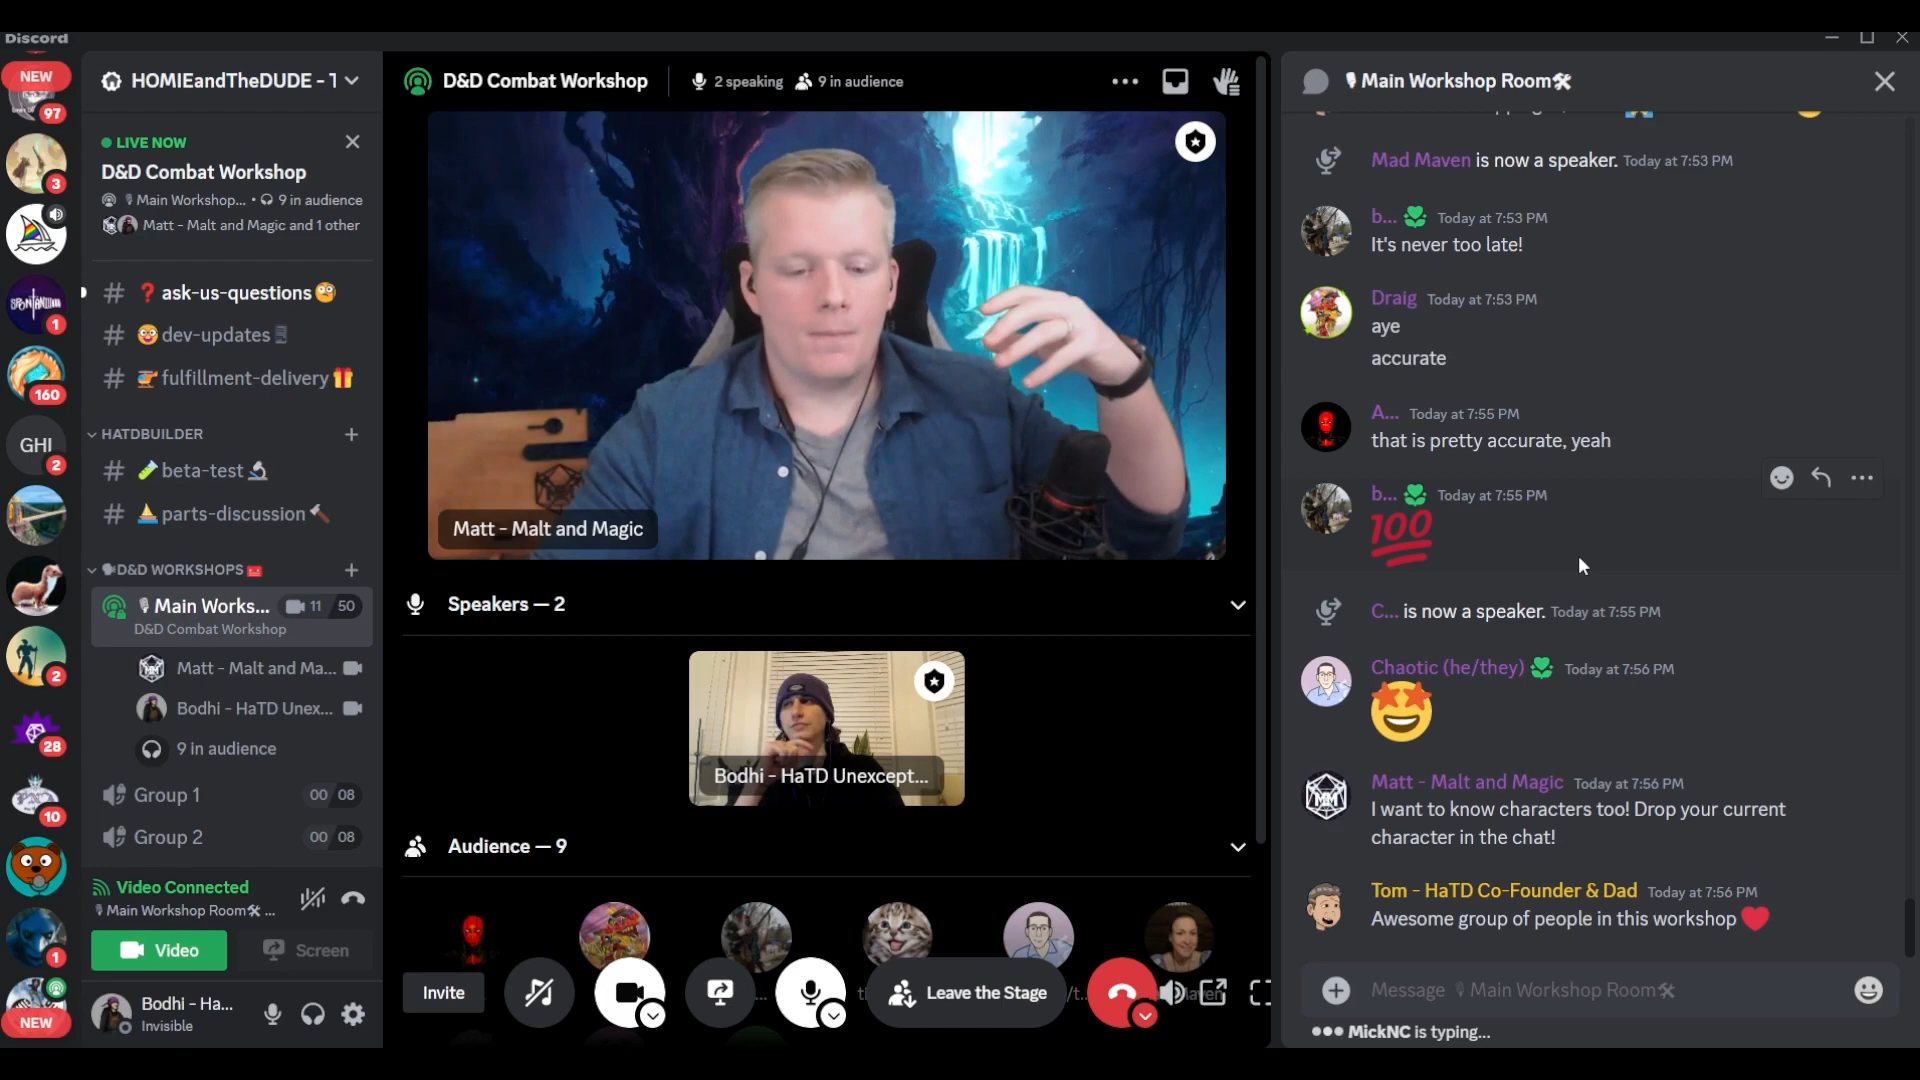 Discord
NEW
97
3
1
160
GHI
2
2
28
10
1
NEW
HOMIEandTheDUDE - T
LIVE NOW
D&D Combat Workshop
Main Workshop... • 9 in audience
Matt - Malt and Magic and 1 other
# ❓ask-us-questions🧐
# dev-updates
# fulfillment-delivery🎁
HATDBUILDER
# 🧪beta-test🔬
# ⛵parts-discussion🔨
D&D WORKSHOPS
Main Works... 11 50
D&D Combat Workshop
Matt - Malt and Ma...
Bodhi - HaTD Unex...
9 in audience
Group 1 00 08
Group 2 00 08
Video Connected
Main Workshop Room🛠 ...
Video
Screen
Bodhi - Ha...
Invisible
D&D Combat Workshop
2 speaking 9 in audience
Matt - Malt and Magic
Speakers — 2
Bodhi - HaTD Unexcept...
Audience — 9
Invite
Leave the Stage
🎙Main Workshop Room🛠
Mad Maven is now a speaker. Today at 7:53 PM
b... Today at 7:53 PM
It's never too late!
Draig Today at 7:53 PM
aye
accurate
A... Today at 7:55 PM
that is pretty accurate, yeah
b... Today at 7:55 PM
100
C... is now a speaker. Today at 7:55 PM
Chaotic (he/they) Today at 7:56 PM
🤩
MM
Matt - Malt and Magic Today at 7:56 PM
I want to know characters too! Drop your current
character in the chat!
Tom - HaTD Co-Founder & Dad Today at 7:56 PM
Awesome group of people in this workshop❤️
Message 🎙Main Workshop Room🛠
MickNC is typing...